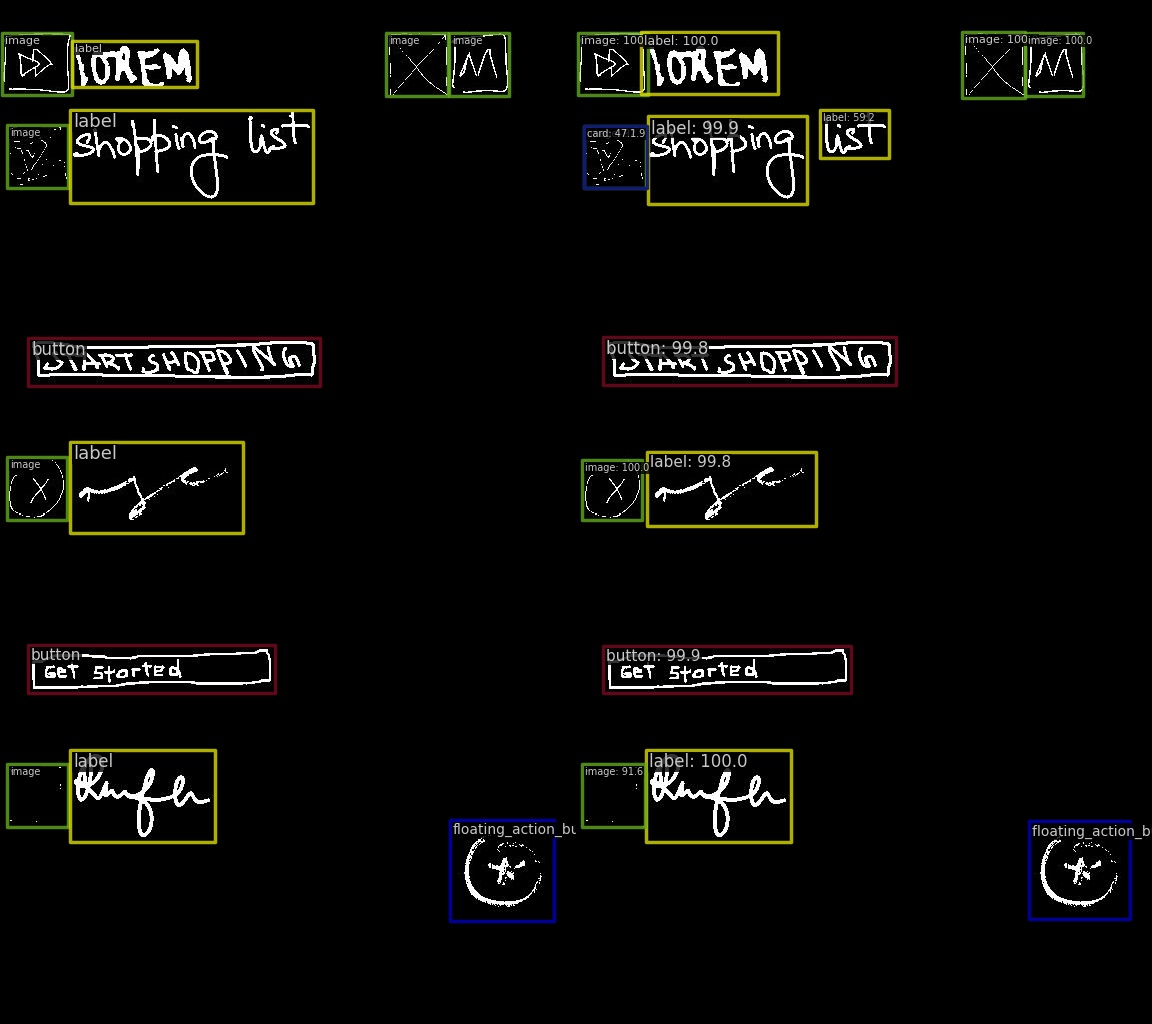 image label image image image: 100 label: 100.0 image: 100 image: 100.0
LOREM LOREM
M M
image label card: 47.1.9 label: 99.9 label: 59.2
shopping list shopping list
button button: 99.8
START SHOPPING START SHOPPING
image label image: 100.0 label: 99.8
X X
button button: 99.9
Get Started Get Started
image label image: 91.6 label: 100.0
floating_action_bu floating_action_b